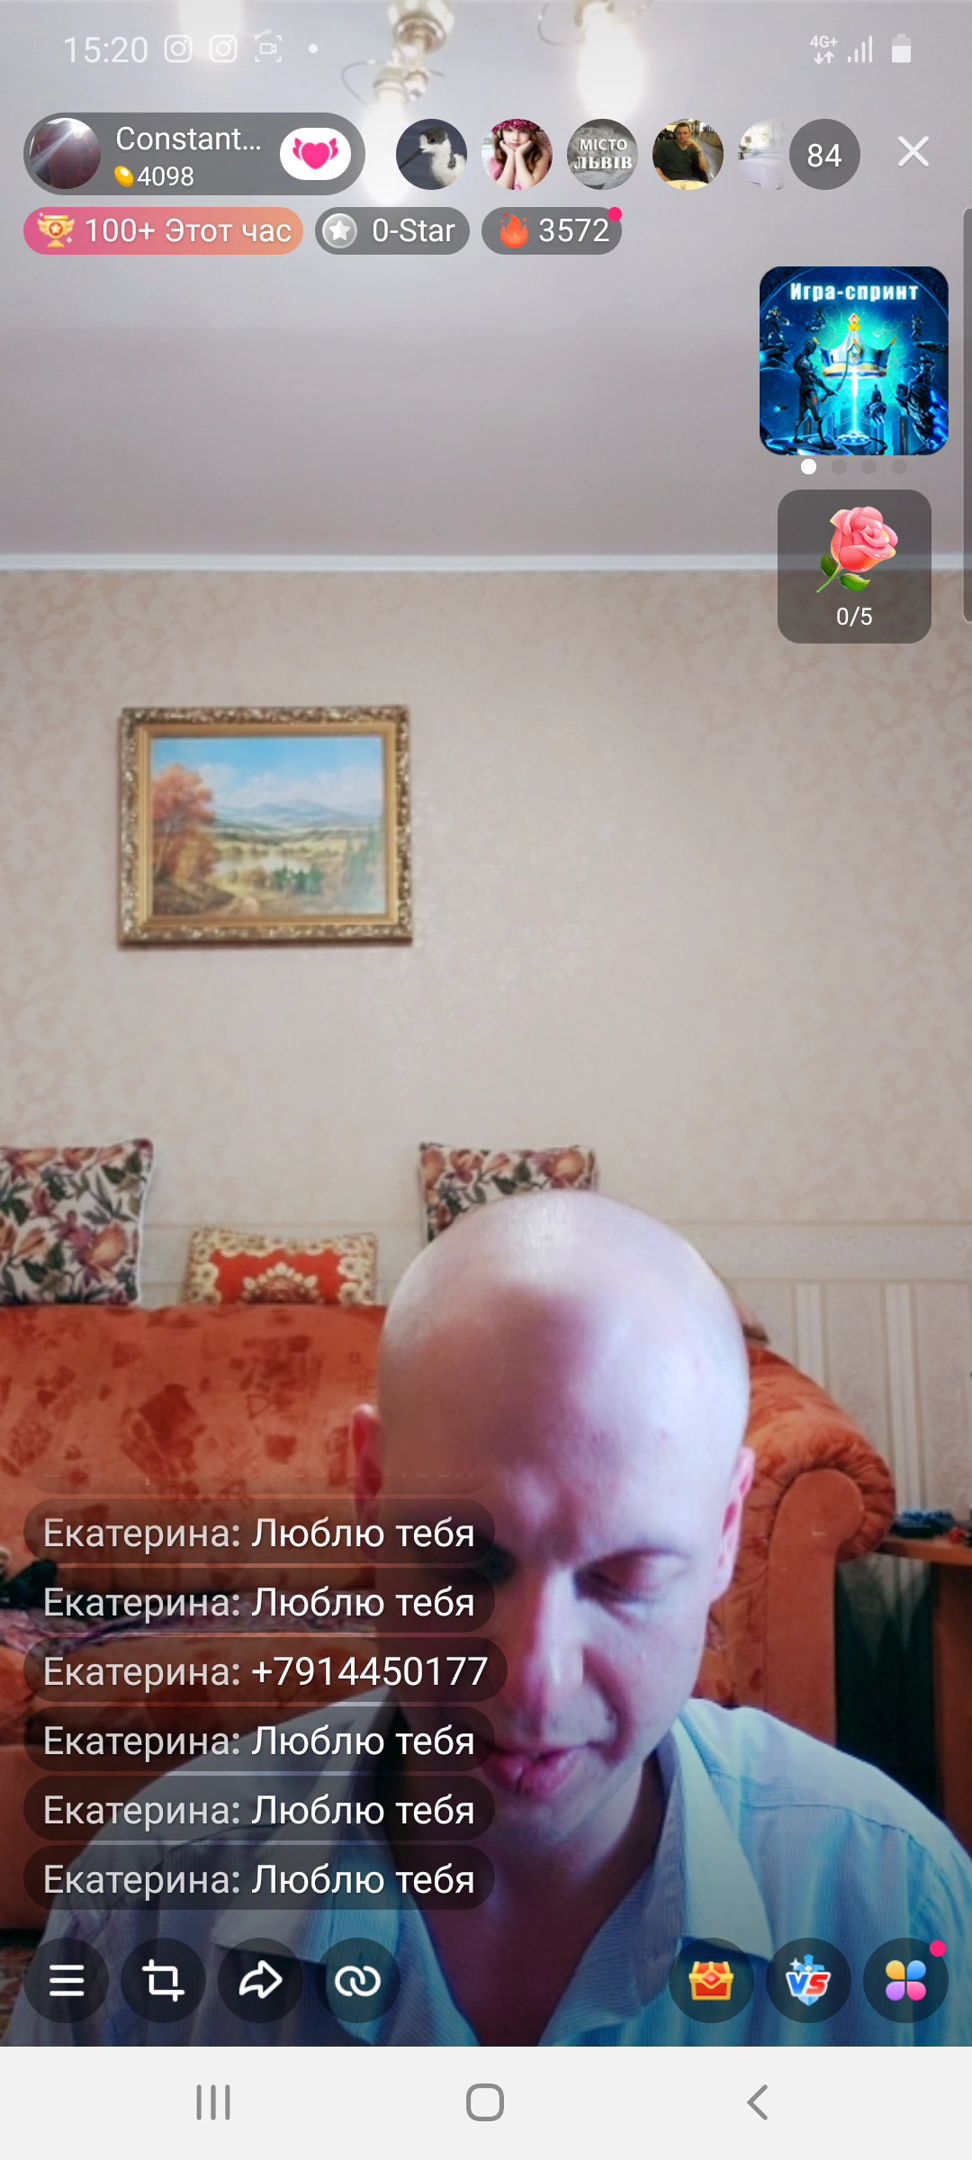 15:20
4G+
Constant...
4098
МІСТО
ЛЬВІВ
84
100+ Этот час
0-Star
3572
Игра-спринт
0/5
Екатерина: Люблю тебя
Екатерина: Люблю тебя
Екатерина: +7914450177
Екатерина: Люблю тебя
Екатерина: Люблю тебя
Екатерина: Люблю тебя
VS